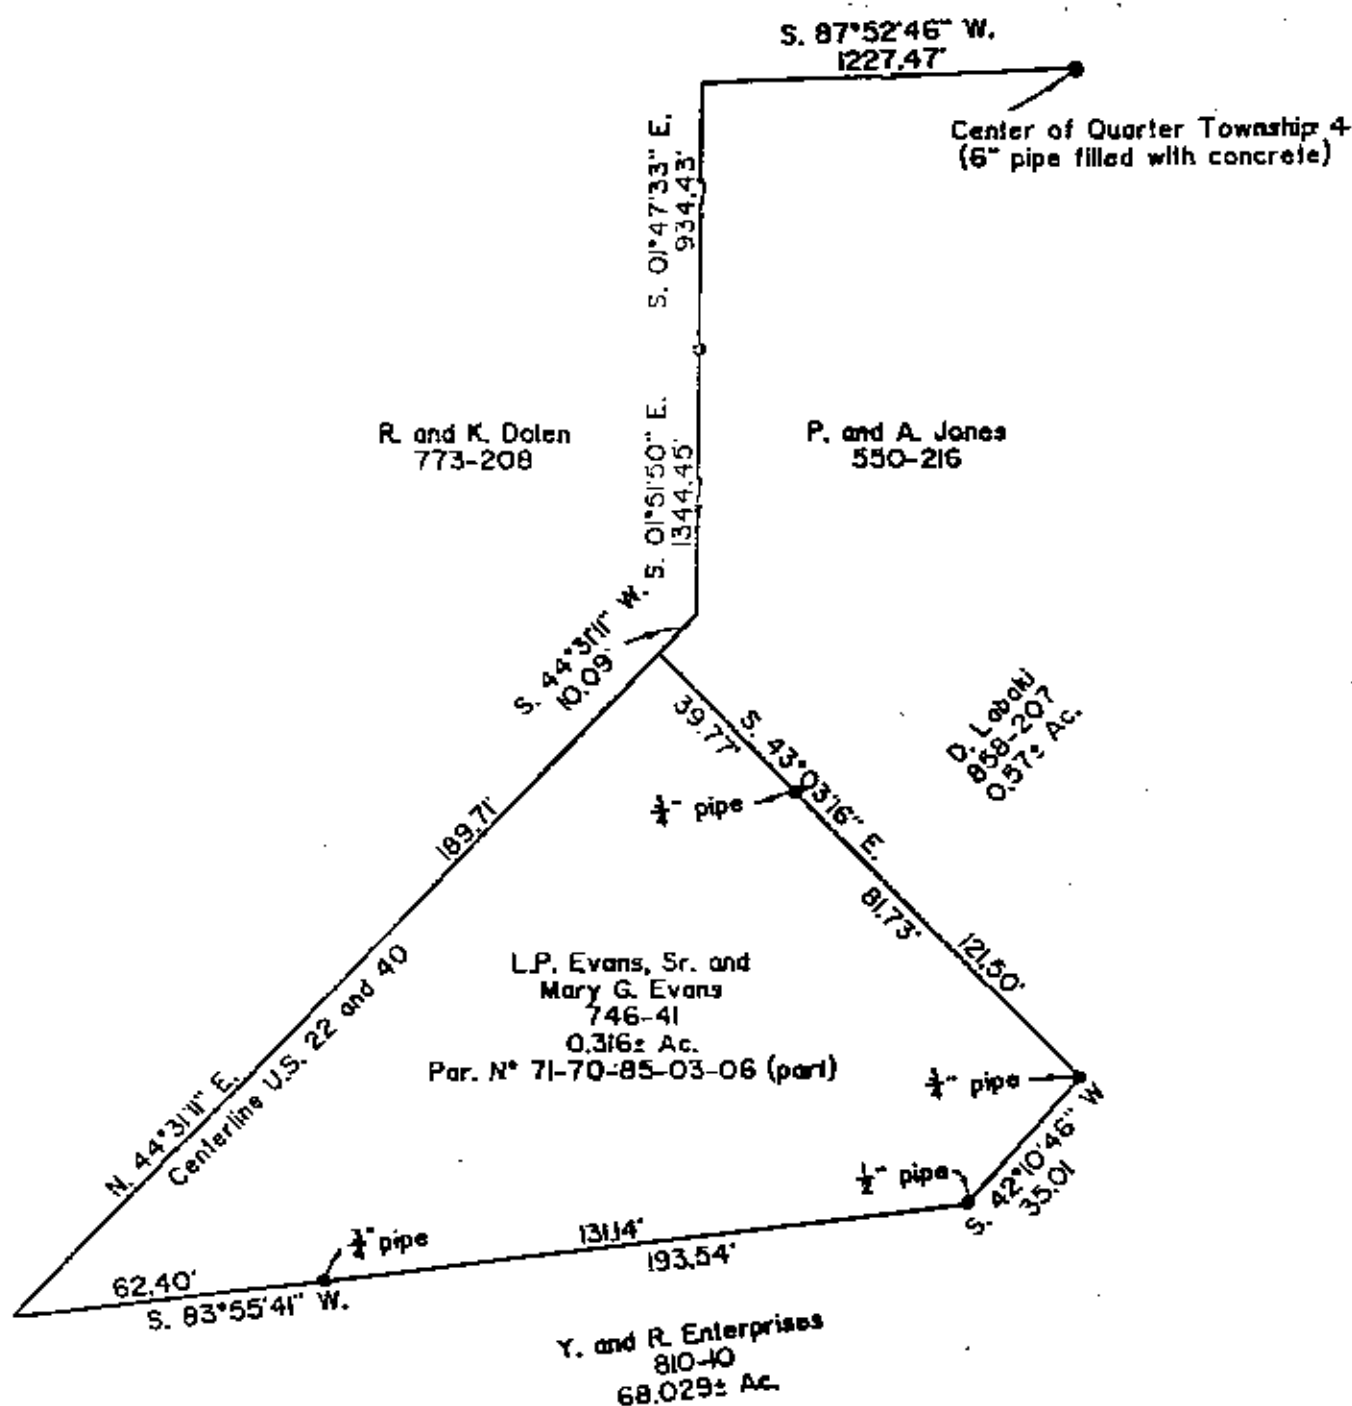 S. 87°52'46" W.
1227.47'
Center of Quarter Township 4
(6" pipe filled with concrete)
S. 01°47'33" E.
934.43'
R. and K. Dolen
773-208
P. and A. Jones
550-216
S. 01°51'50" E.
1344.45'
S. 44°31'11" W.
10.09'
D. Labaki
858-207
0.57± Ac.
39.77'
S. 43°03'16" E.
3/4" pipe
81.73'
121.50'
189.71'
N. 44°31'11" E.
Centerline U.S. 22 and 40
L.P. Evans, Sr. and
Mary G. Evans
746-41
0.316± Ac.
Par. N° 71-70-85-03-06 (part)
pipe
S. 42°10'46" W
35.01
1/2" pipe
3/4" pipe
131.14'
193.54'
62.40'
S. 83°55'41" W.
Y. and R. Enterprises
810-10
68.029± Ac.